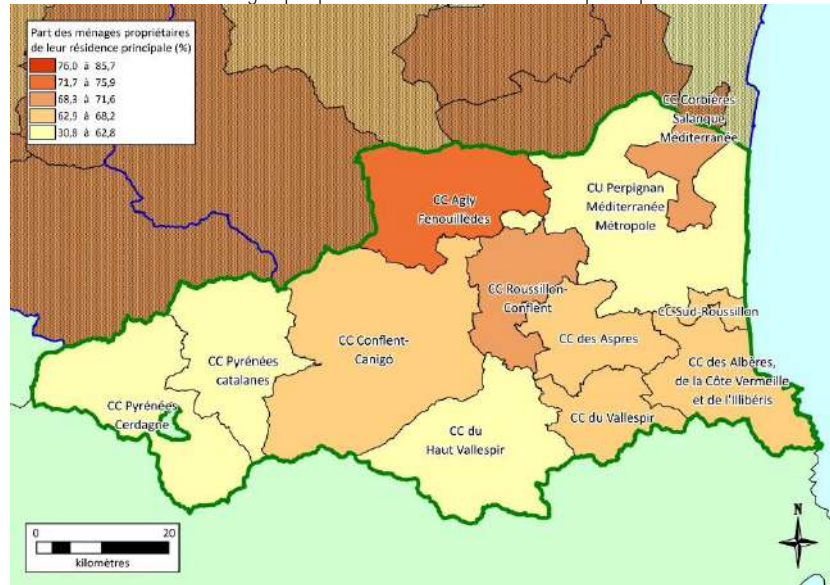 Part des ménages propriétaires
de leur résidence principale (%)
76,0 à 85,7
71,7 à 75,9
68,3 à 71,6
62,9 à 68,2
30,8 à 62,8
CC Corbières
Salanque
Méditerranée
CC Agly
Fenouillèdes
CU Perpignan
Méditerranée
Métropole
CC Roussillon-
Conflent
CC Sud-Roussillon
CC Conflent-
Canigó
CC des Aspres
CC Pyrénées
catalanes
CC des Albères,
de la Côte Vermeille
et de l'Illibéris
CC Pyrénées
Cerdagne
CC du Vallespir
CC du
Haut Vallespir
N
0 20
kilomètres